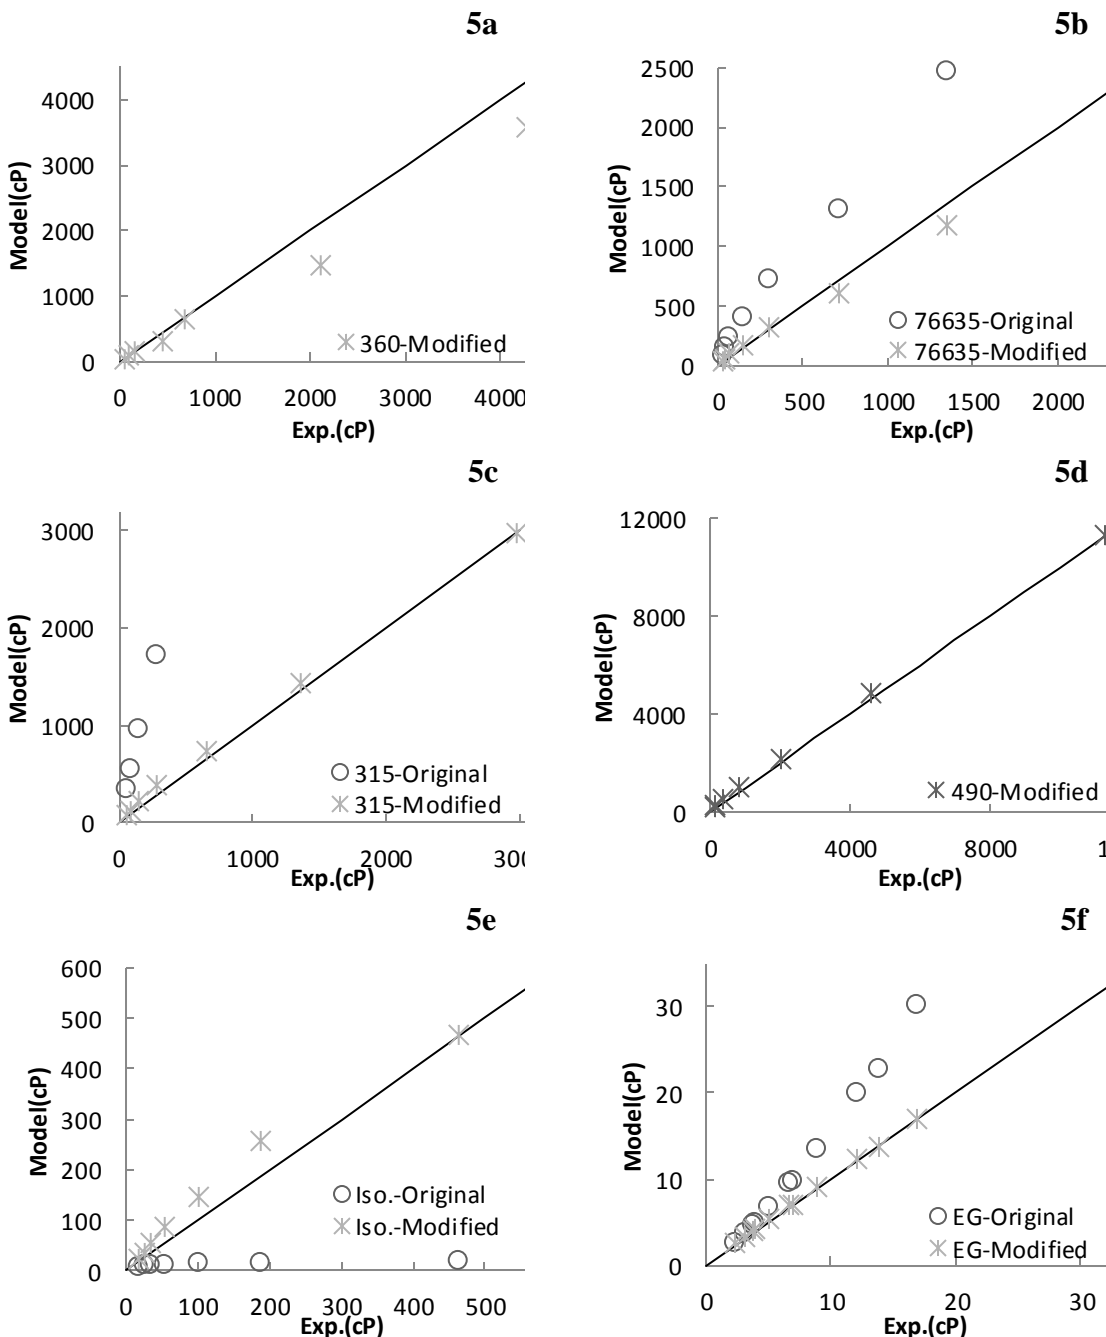 5a
4000
3000
2000
1000
0
Model(cP)
360-Modified
0 1000 2000 3000 4000
Exp.(cP)
5b
2500
2000
1500
1000
500
0
Model(cP)
76635-Original
76635-Modified
0 500 1000 1500 2000
Exp.(cP)
5c
3000
2000
1000
0
Model(cP)
315-Original
315-Modified
0 1000 2000 300
Exp.(cP)
5d
12000
8000
4000
0
Model(cP)
490-Modified
0 4000 8000 1
Exp.(cP)
5e
600
500
400
300
200
100
0
Model(cP)
Iso.-Original
Iso.-Modified
0 100 200 300 400 500
Exp.(cP)
5f
30
20
10
0
Model(cP)
EG-Original
EG-Modified
0 10 20 30
Exp.(cP)